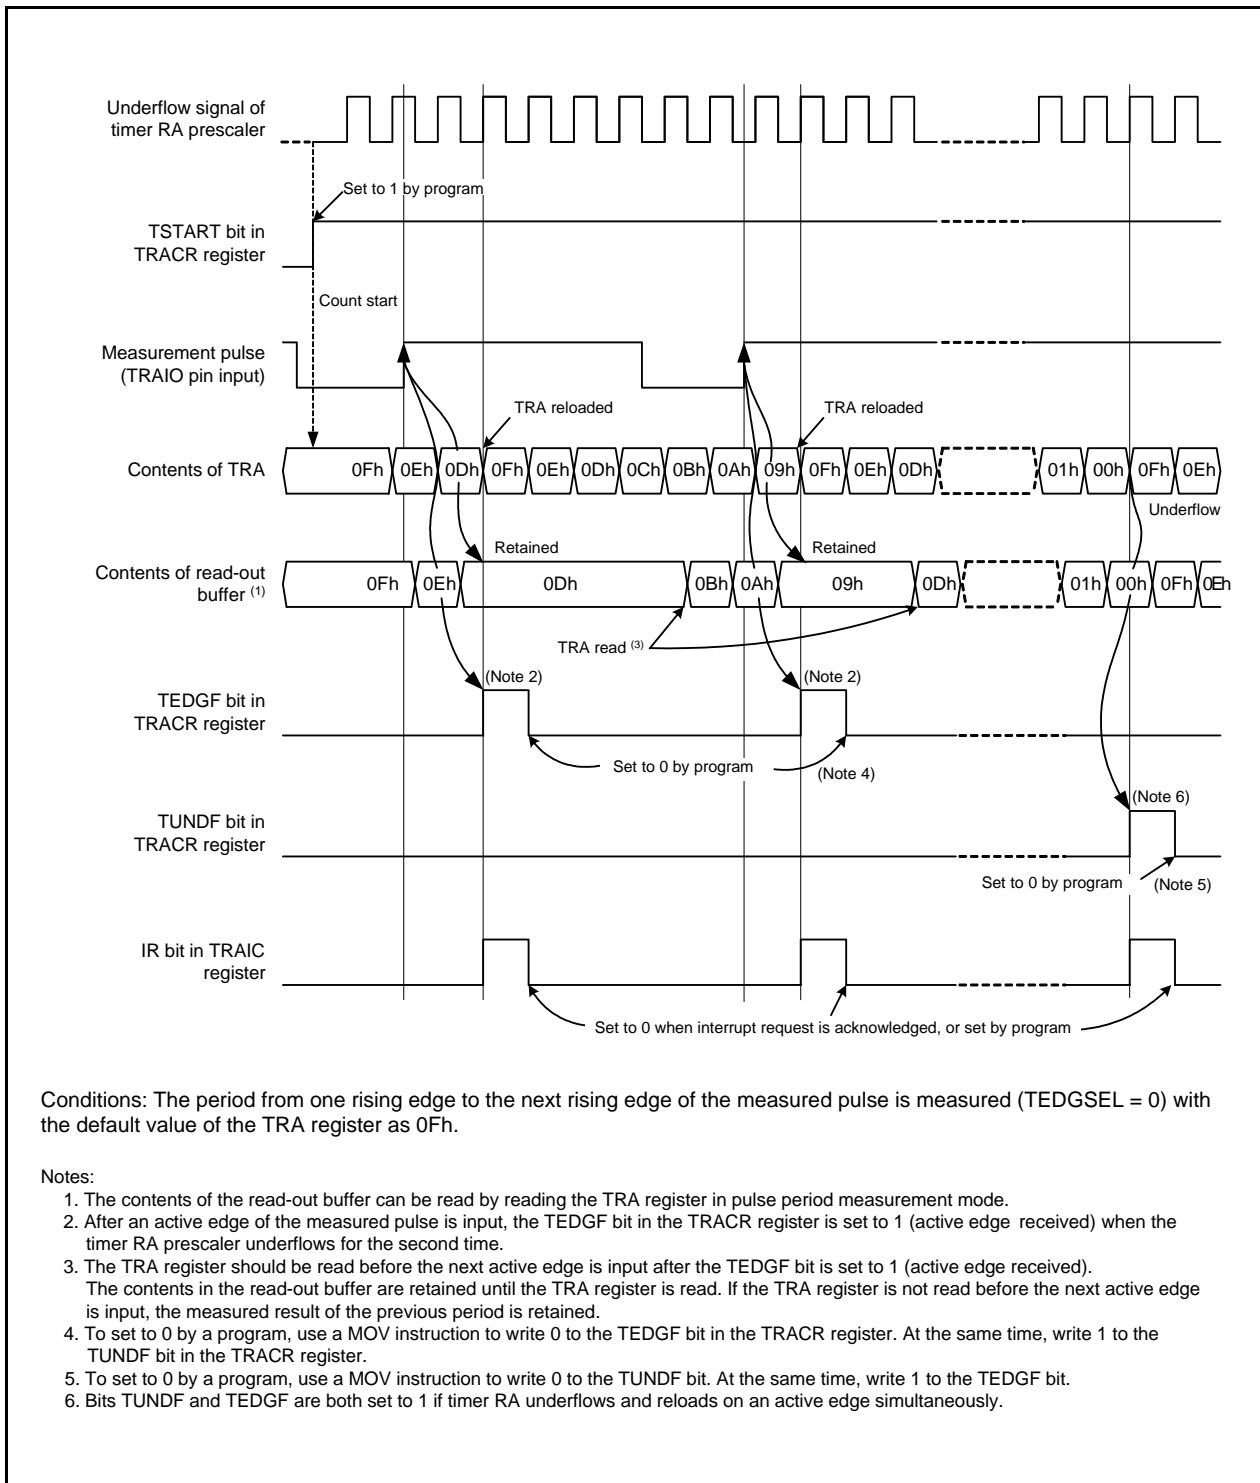 Underflow signal of
timer RA prescaler
Set to 1 by program
TSTART bit in
TRACR register
Count start
Measurement pulse
(TRAIO pin input)
TRA reloaded
TRA reloaded
Contents of TRA
0Fh 0Eh 0Dh 0Fh 0Eh 0Dh 0Ch 0Bh 0Ah 09h 0Fh 0Eh 0Dh 01h 00h 0Fh 0Eh
Underflow
Retained
Retained
Contents of read-out
buffer (1)
0Fh 0Eh 0Dh 0Bh 0Ah 09h 0Dh 01h 00h 0Fh 0Eh
TRA read (3)
(Note 2)
(Note 2)
TEDGF bit in
TRACR register
Set to 0 by program
(Note 4)
(Note 6)
TUNDF bit in
TRACR register
Set to 0 by program
(Note 5)
IR bit in TRAIC
register
Set to 0 when interrupt request is acknowledged, or set by program
Conditions: The period from one rising edge to the next rising edge of the measured pulse is measured (TEDGSEL = 0) with
the default value of the TRA register as 0Fh.
Notes:
1. The contents of the read-out buffer can be read by reading the TRA register in pulse period measurement mode.
2. After an active edge of the measured pulse is input, the TEDGF bit in the TRACR register is set to 1 (active edge received) when the
timer RA prescaler underflows for the second time.
3. The TRA register should be read before the next active edge is input after the TEDGF bit is set to 1 (active edge received).
The contents in the read-out buffer are retained until the TRA register is read. If the TRA register is not read before the next active edge
is input, the measured result of the previous period is retained.
4. To set to 0 by a program, use a MOV instruction to write 0 to the TEDGF bit in the TRACR register. At the same time, write 1 to the
TUNDF bit in the TRACR register.
5. To set to 0 by a program, use a MOV instruction to write 0 to the TUNDF bit. At the same time, write 1 to the TEDGF bit.
6. Bits TUNDF and TEDGF are both set to 1 if timer RA underflows and reloads on an active edge simultaneously.